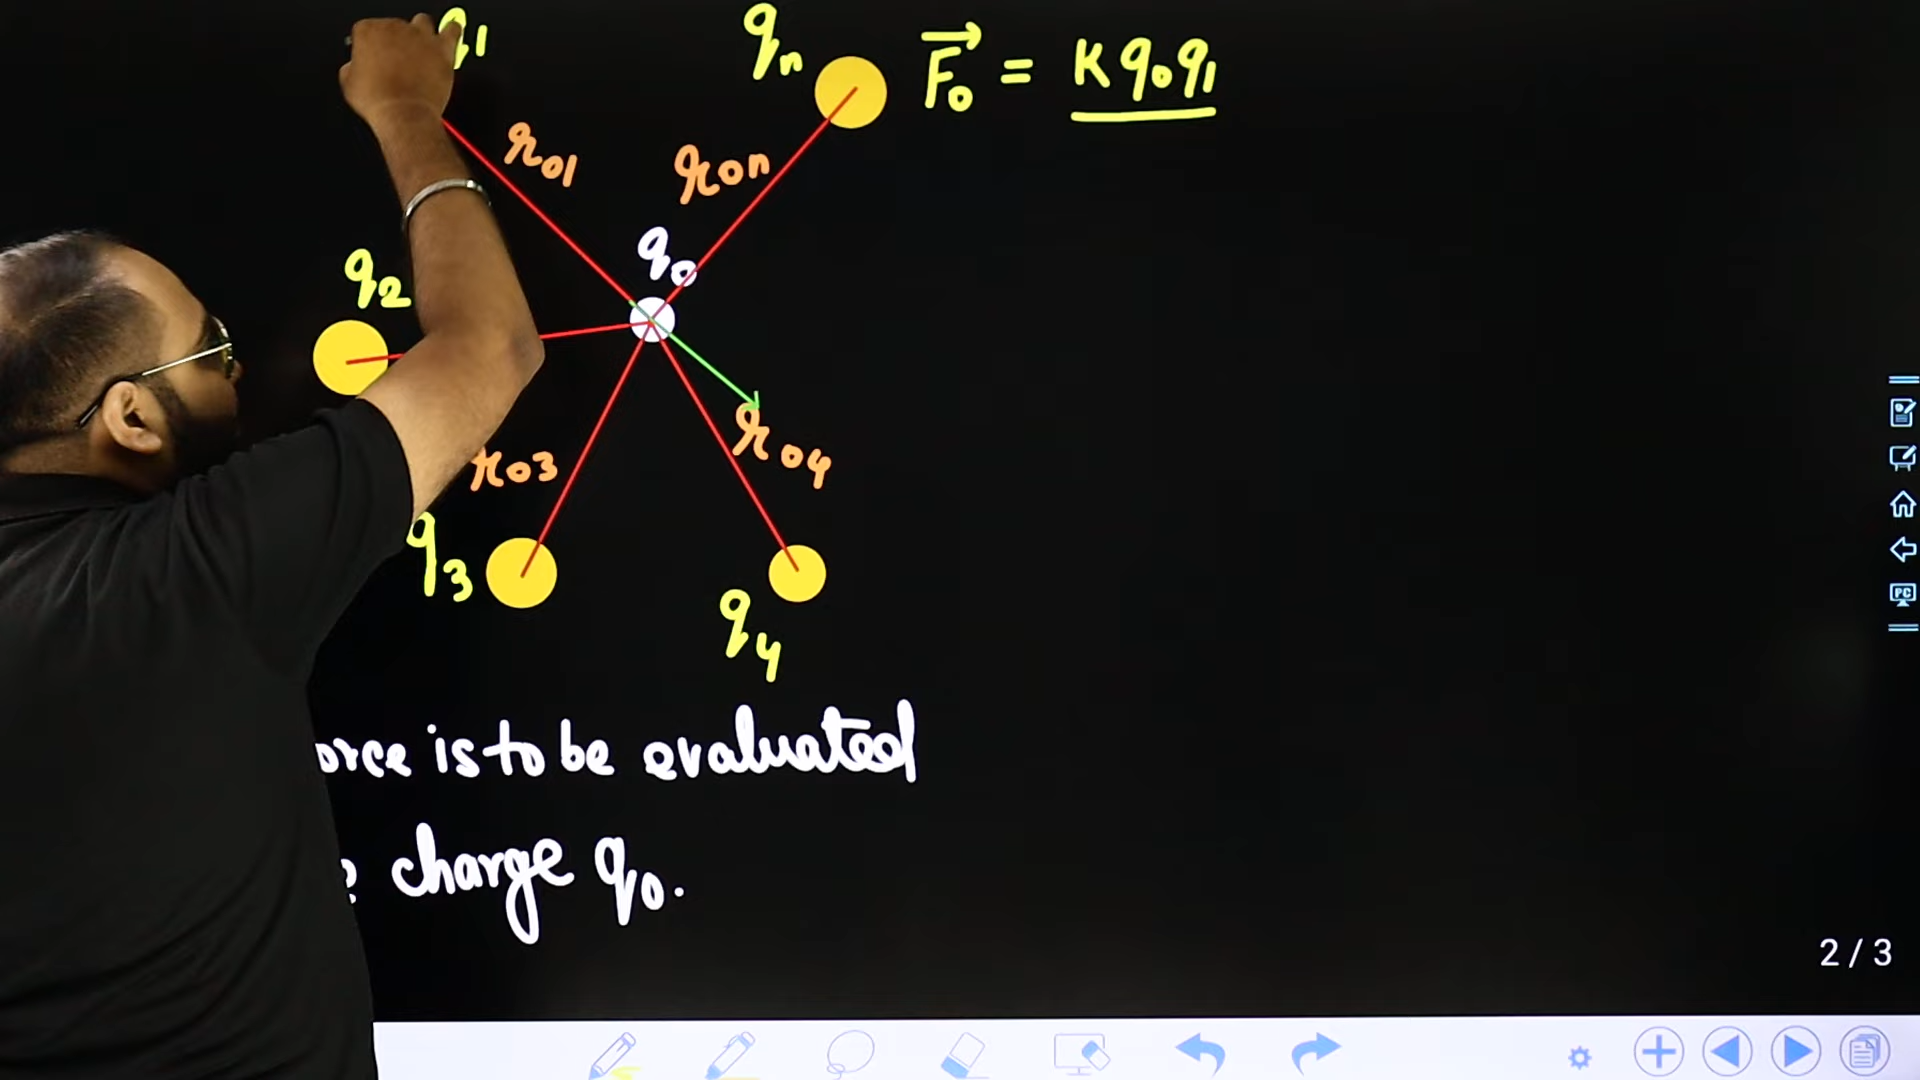 q1
qn
F0 = Kq0q1
r01
r0n
q0
q2
r04
r03
q3
q4
is to be evaluated
charge q0.
PC
2 / 3